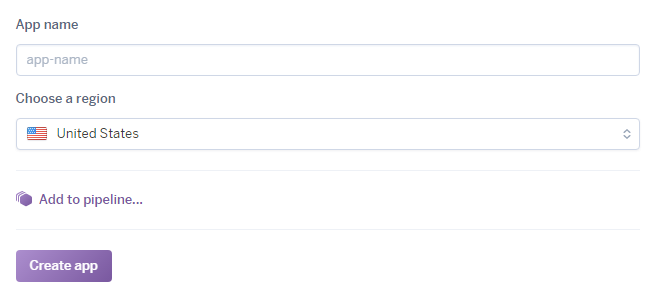 App name
app-name
Choose a region
United States
Add to pipeline...
Create app